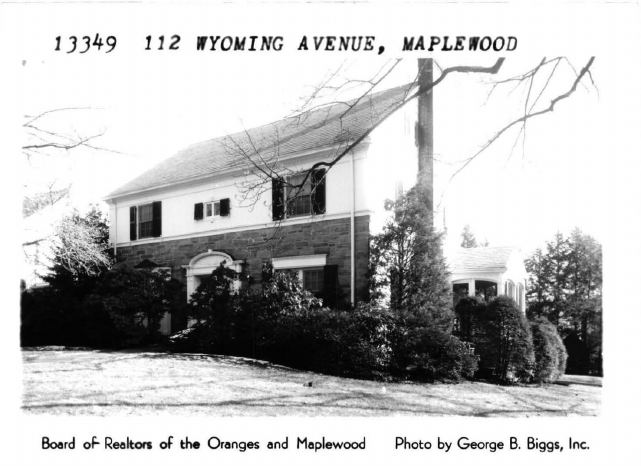 13349 112 WYOMING AVENUE, MAPLEWOOD
Board of Realtors of the Oranges and Maplewood Photo by George B. Biggs, Inc.